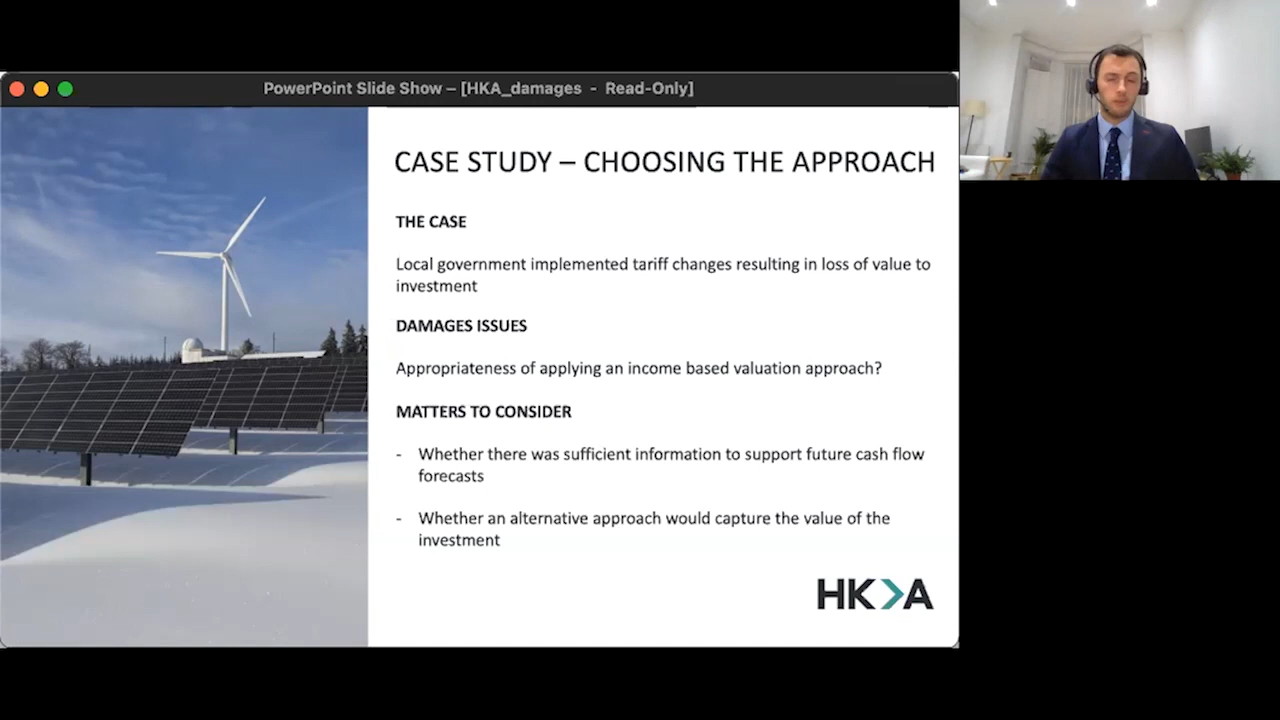 PowerPoint Slide Show – [HKA_damages - Read-Only]
CASE STUDY – CHOOSING THE APPROACH
THE CASE
Local government implemented tariff changes resulting in loss of value to
investment
DAMAGES ISSUES
Appropriateness of applying an income based valuation approach?
MATTERS TO CONSIDER
- Whether there was sufficient information to support future cash flow
forecasts
- Whether an alternative approach would capture the value of the
investment
HKA